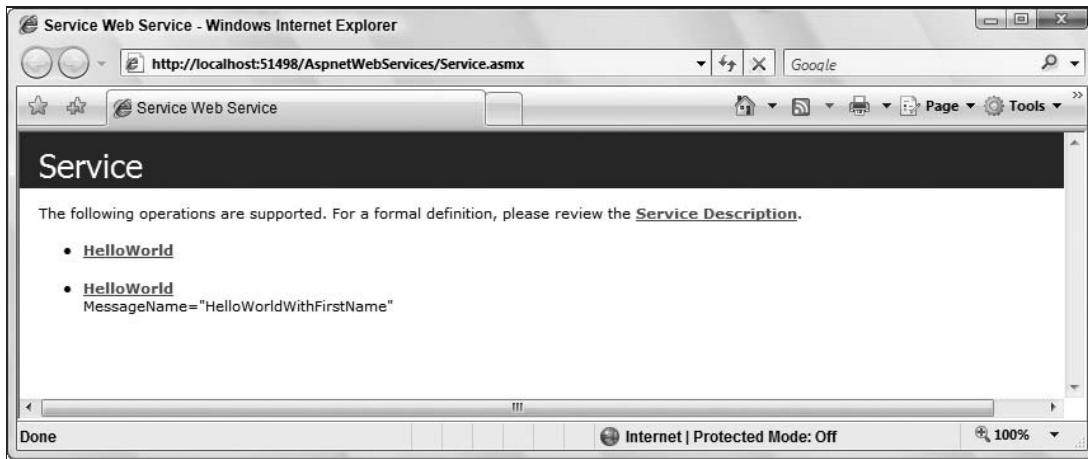 Service Web Service - Windows Internet Explorer
http://localhost:51498/AspnetWebServices/Service.asmx
Google
Service Web Service
Page
Tools
Service
The following operations are supported. For a formal definition, please review the Service Description.
• HelloWorld
• HelloWorld
MessageName="HelloWorldWithFirstName"
Done
Internet | Protected Mode: Off
100%